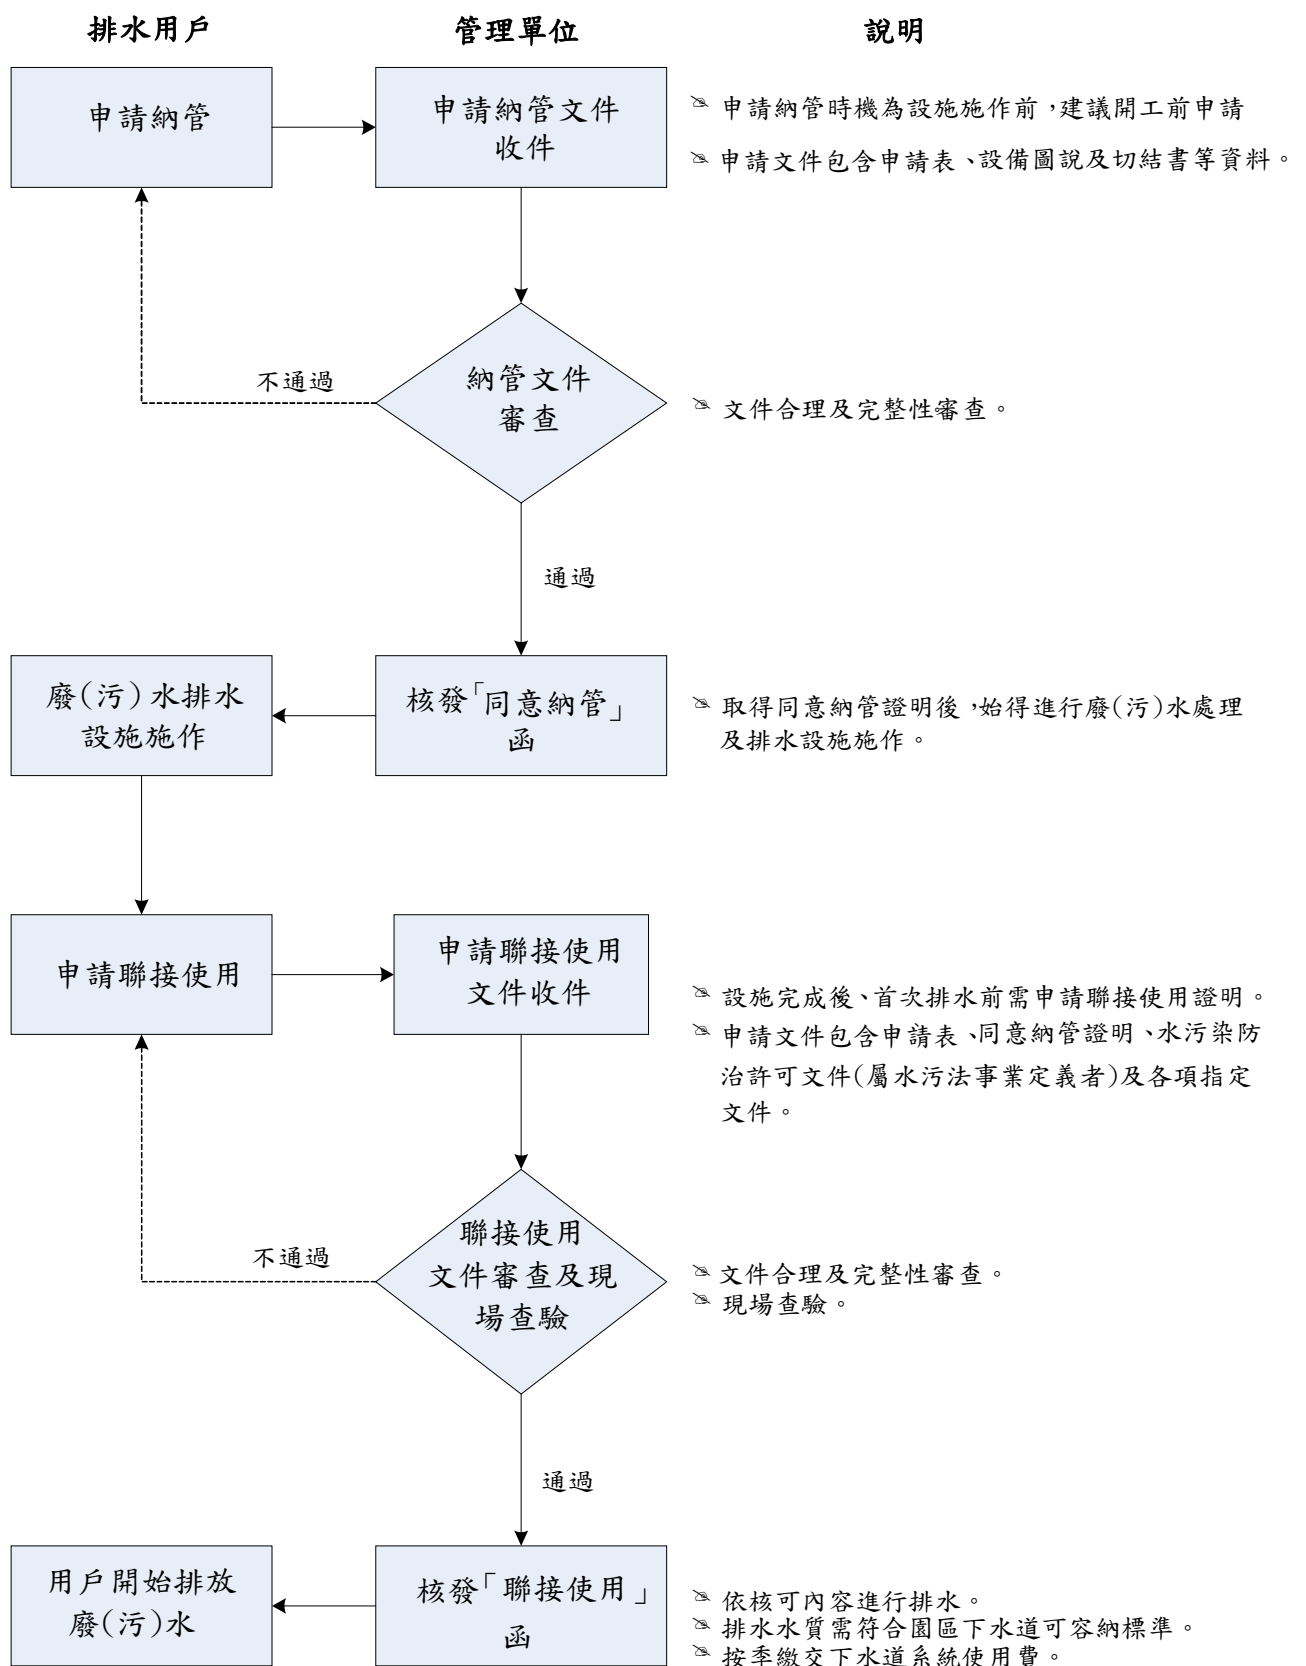 排水用戶
管理單位
說明
申請納管
申請納管文件
收件
申請納管時機為設施施作前，建議開工前申請
申請文件包含申請表、設備圖說及切結書等資料。
不通過
納管文件
審查
文件合理及完整性審查。
通過
廢(污)水排水
設施施作
核發「同意納管」
函
取得同意納管證明後，始得進行廢(污)水處理
及排水設施施作。
申請聯接使用
申請聯接使用
文件收件
設施完成後、首次排水前需申請聯接使用證明。
申請文件包含申請表、同意納管證明、水污染防
治許可文件(屬水污法事業定義者)及各項指定
文件。
不通過
聯接使用
文件審查及現
場查驗
文件合理及完整性審查。
現場查驗。
通過
用戶開始排放
廢(污)水
核發「聯接使用」
函
依核可內容進行排水。
排水水質需符合園區下水道可容納標準。
按季繳交下水道系統使用費。